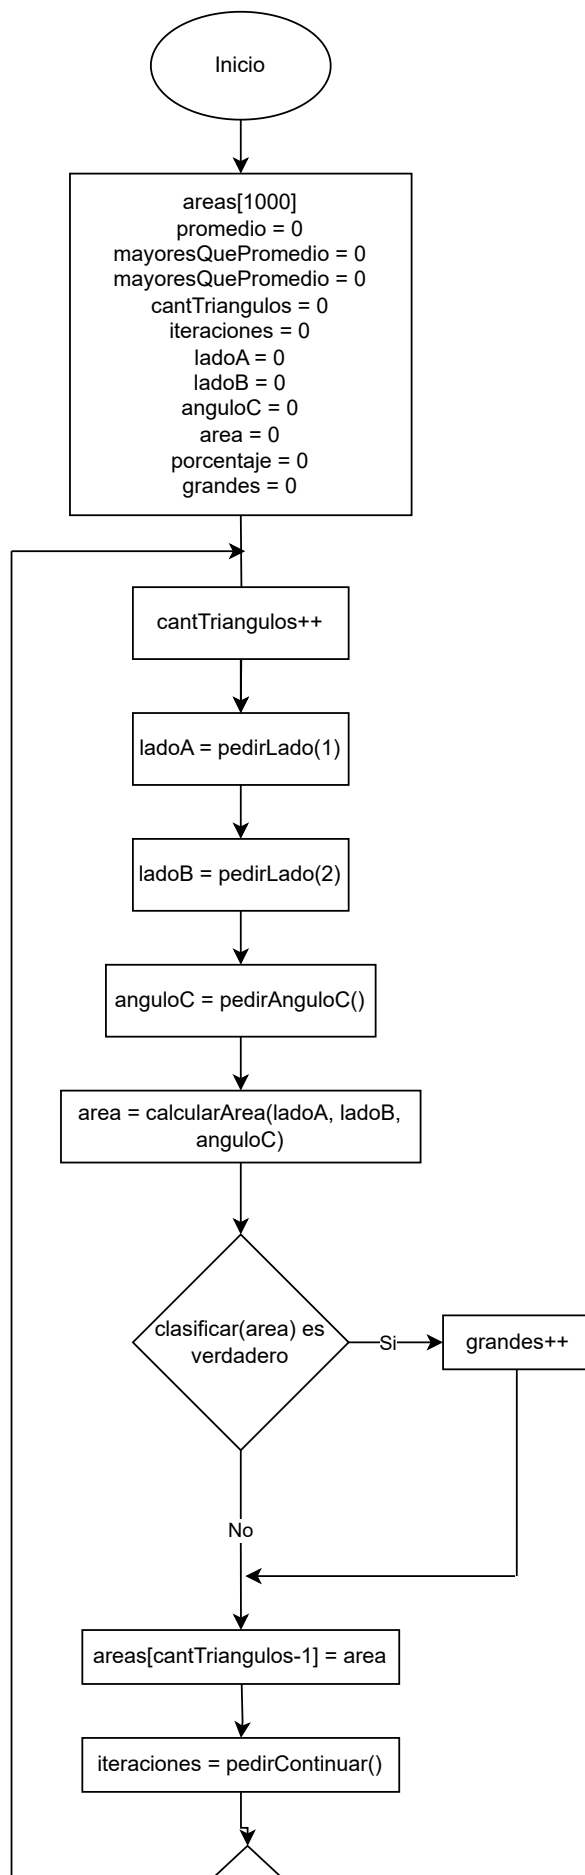 Inicio
areas[1000]
promedio = 0
mayoresQuePromedio = 0
mayoresQuePromedio = 0
cantTriangulos = 0
iteraciones = 0
ladoA = 0
ladoB = 0
anguloC = 0
area = 0
porcentaje = 0
grandes = 0
cantTriangulos++
ladoA = pedirLado(1)
ladoB = pedirLado(2)
anguloC = pedirAnguloC()
area = calcularArea(ladoA, ladoB,
anguloC)
clasificar(area) es
verdadero
Si
grandes++
No
areas[cantTriangulos-1] = area
iteraciones = pedirContinuar()